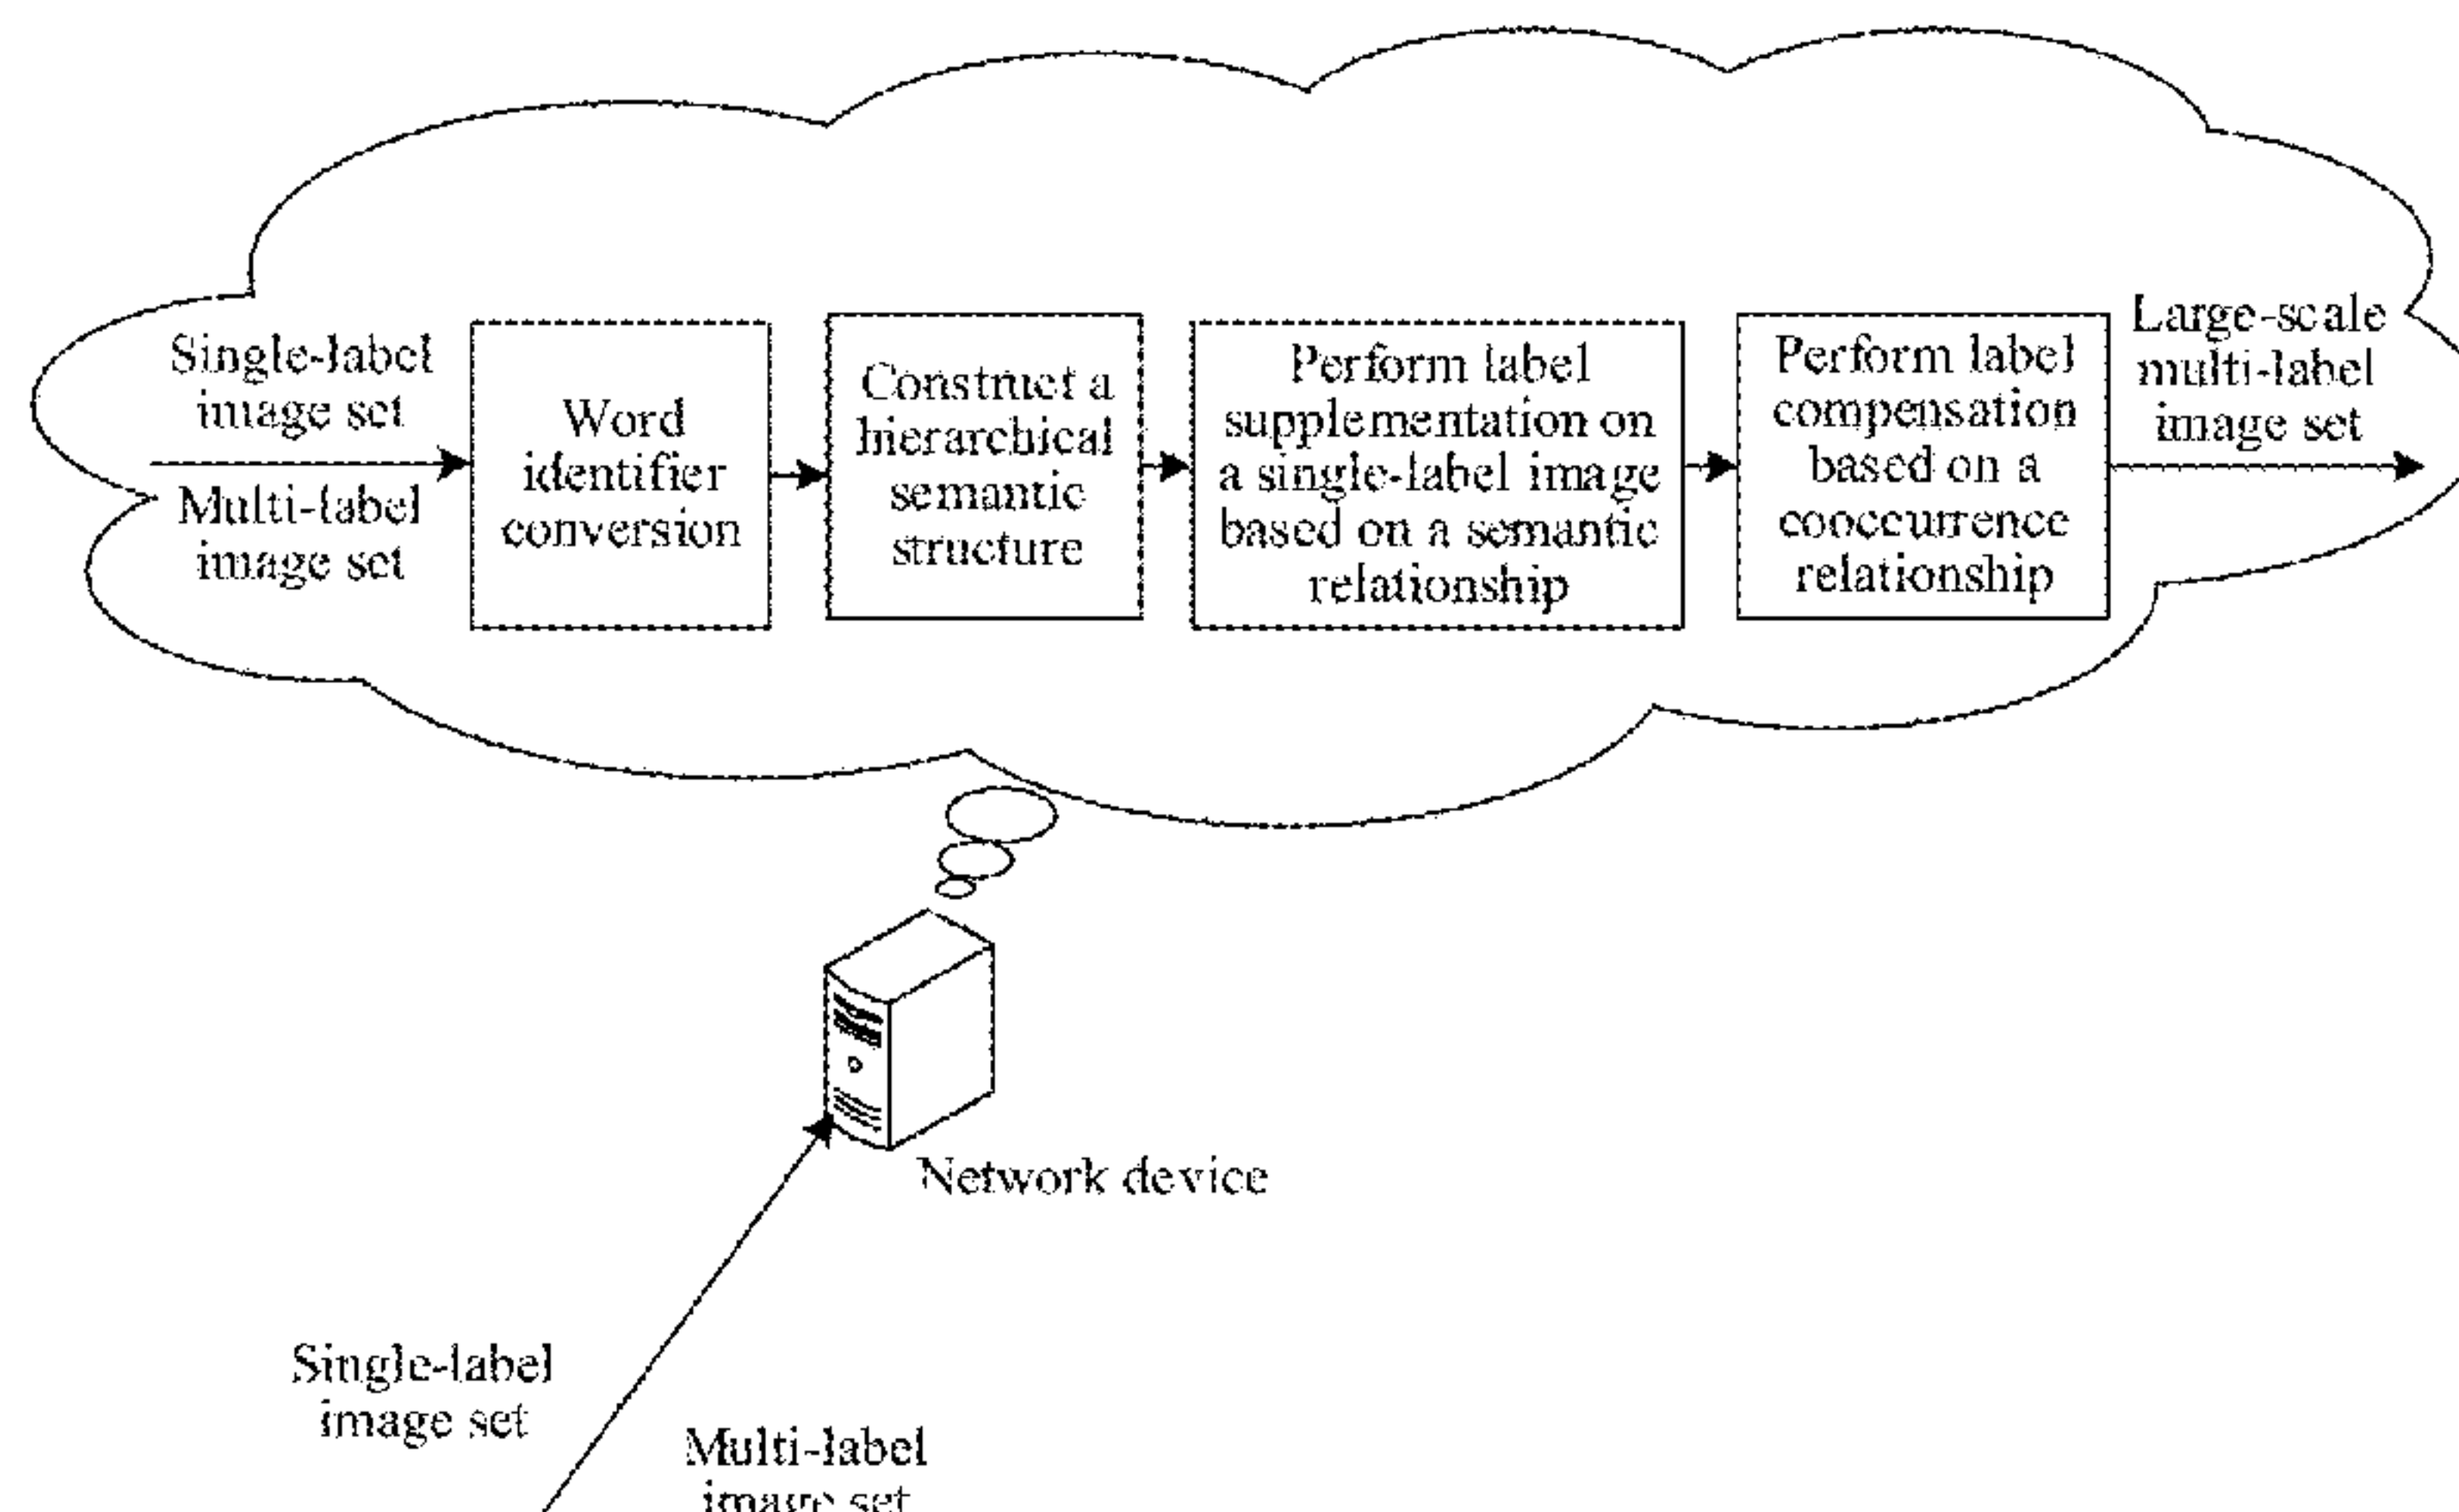 Single-label
image set
Multi-label
image set
Word
identifier
conversion
Construct a
hierarchical
semantic
structure
Perform label
supplementation on
a single-label image
based on a semantic
relationship
Perform label
compensation
based on a
cooccurrence
relationship
Large-scale
multi-label
image set
Network device
Single-label
image set
Multi-label
image set